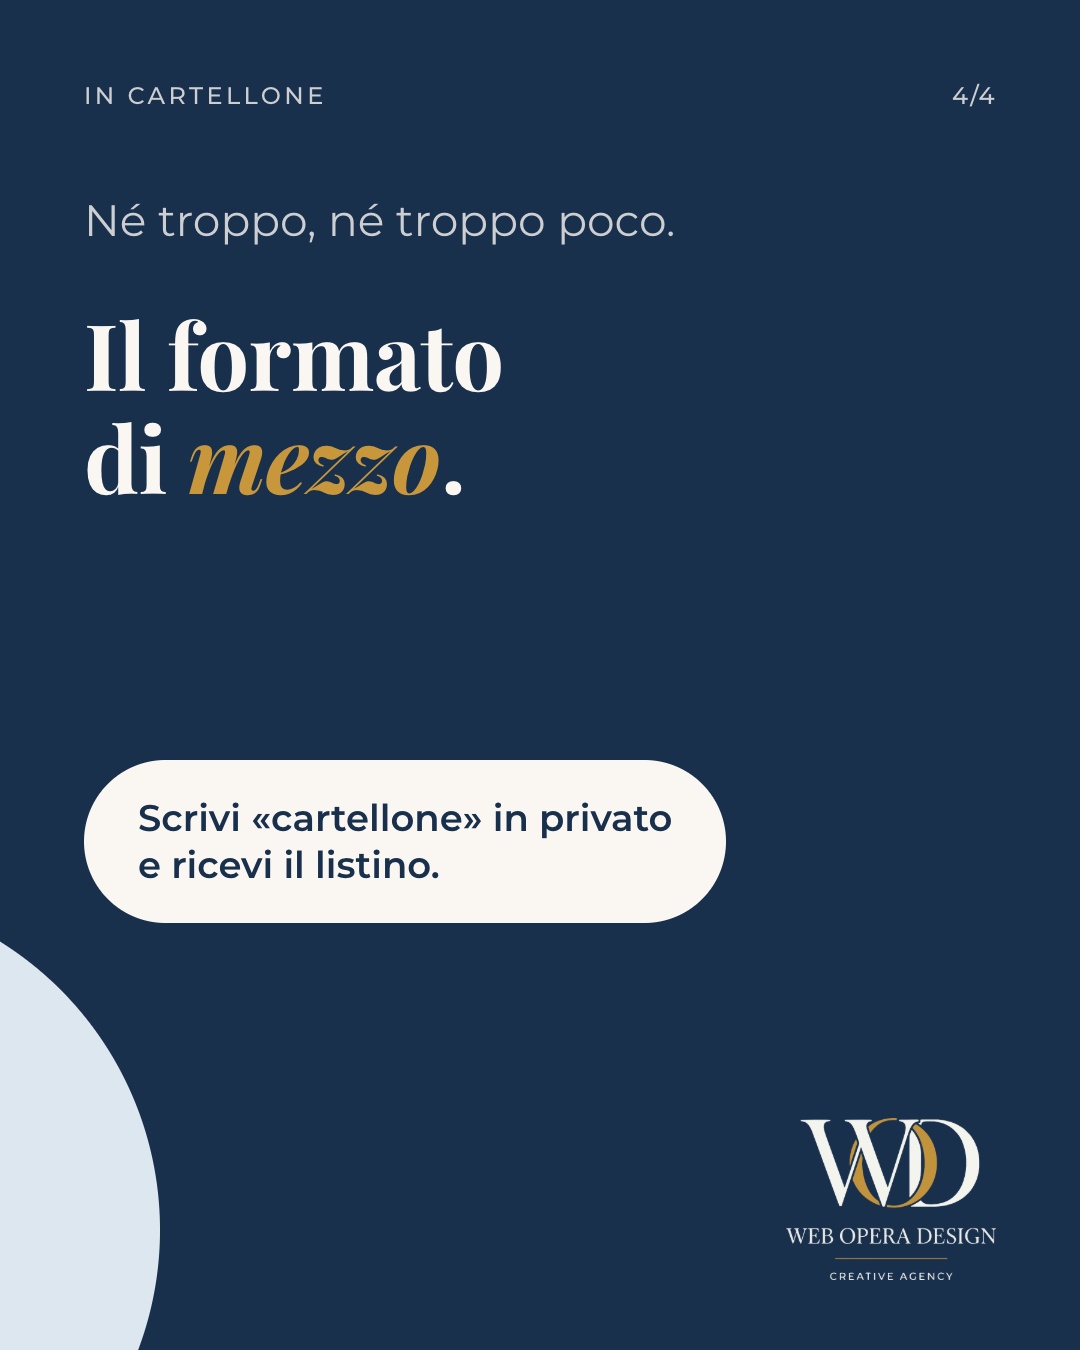 IN CARTELLONE
4/4
Né troppo, né troppo poco.
Il formato
di mezzo.
Scrivi «cartellone» in privato
e ricevi il listino.
WOD
WEB OPERA DESIGN
CREATIVE AGENCY